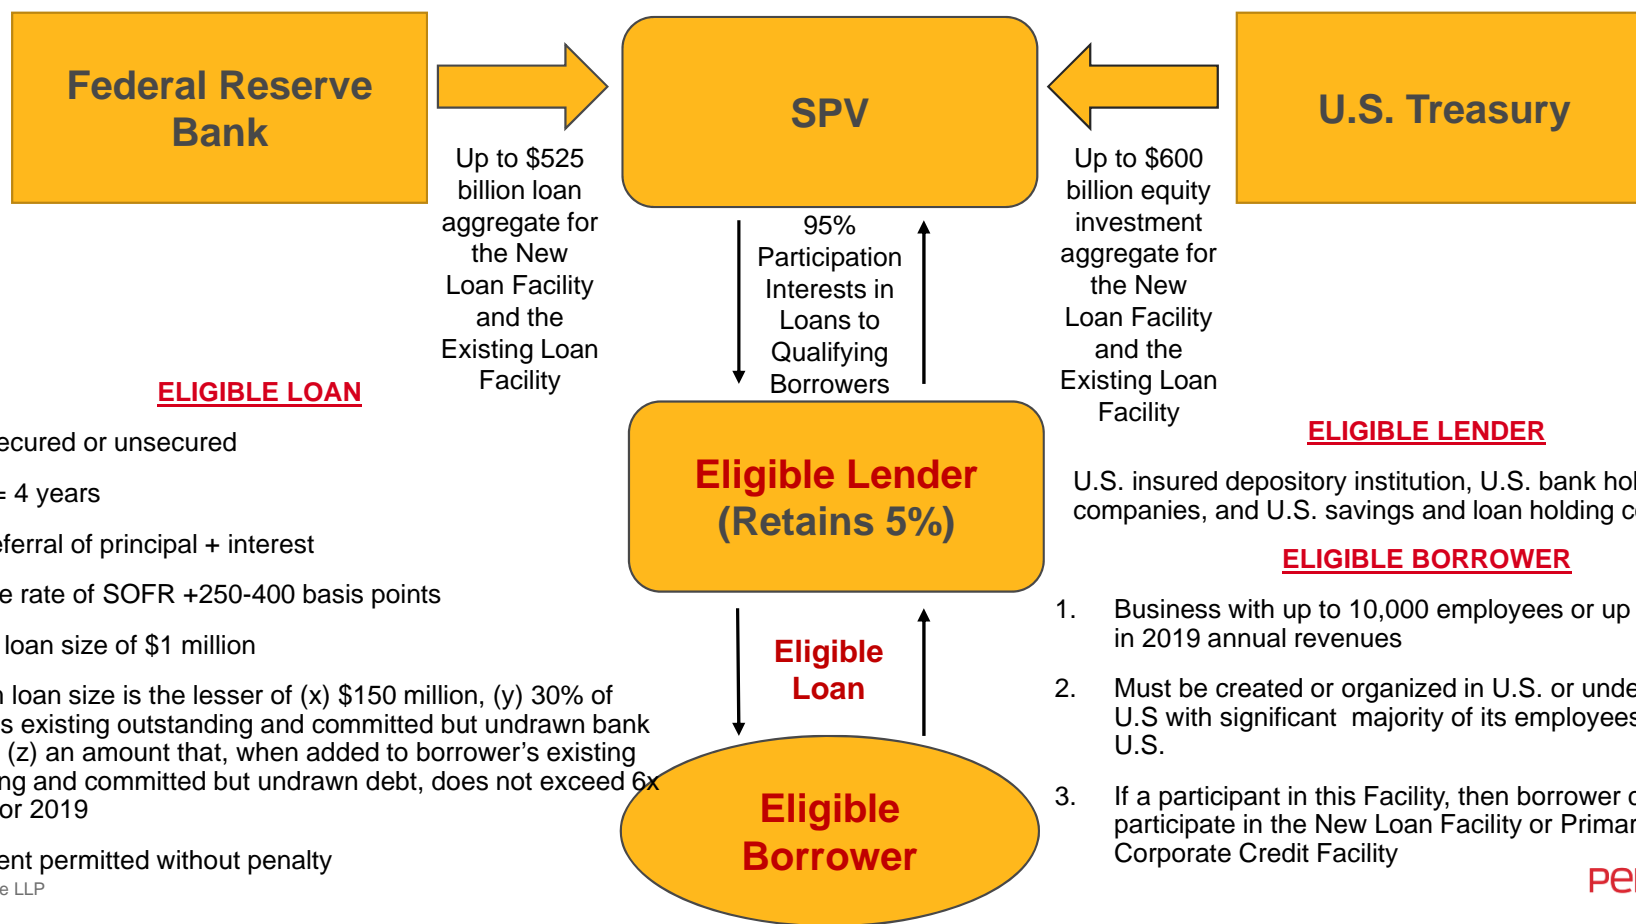 Federal Reserve
Bank
SPV
U.S. Treasury
Up to $525
billion loan
aggregate for
the New
Loan Facility
and the
Existing Loan
Facility
95%
Participation
Interests in
Loans to
Qualifying
Borrowers
Up to $600
billion equity
investment
aggregate for
the New
Loan Facility
and the
Existing Loan
Facility
ELIGIBLE LOAN
ecured or unsecured
= 4 years
eferral of principal + interest
e rate of SOFR +250-400 basis points
loan size of $1 million
n loan size is the lesser of (x) $150 million, (y) 30% of
s existing outstanding and committed but undrawn bank
(z) an amount that, when added to borrower’s existing
ng and committed but undrawn debt, does not exceed 6x
or 2019
ent permitted without penalty
e LLP
Eligible Lender
(Retains 5%)
Eligible
Loan
Eligible
Borrower
ELIGIBLE LENDER
U.S. insured depository institution, U.S. bank hol
companies, and U.S. savings and loan holding c
ELIGIBLE BORROWER
1. Business with up to 10,000 employees or up
in 2019 annual revenues
2. Must be created or organized in U.S. or unde
U.S with significant majority of its employees
U.S.
3. If a participant in this Facility, then borrower c
participate in the New Loan Facility or Primar
Corporate Credit Facility
per